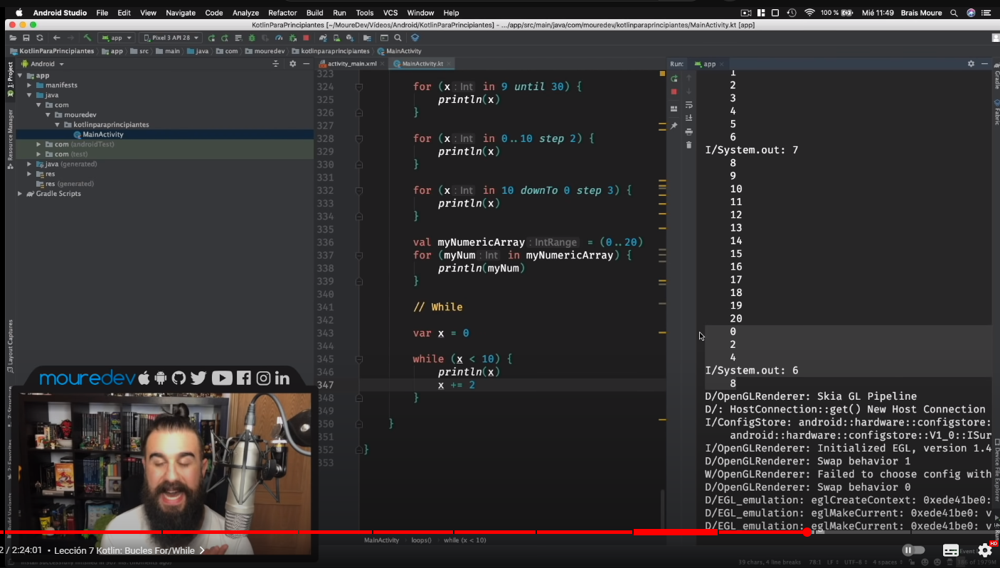 Android Studio File Edit View Navigate Code Analyze Refactor Build Run Tools VCS Window Help 100 % Mié 11:49 Brais Moure
KotlinParaPrincipiantes [~/MoureDev/Vídeos/Android/KotlinParaPrincipiantes] - .../app/src/main/java/com/mouredev/kotlinparaprincipiantes/MainActivity.kt [app]
app Pixel 3 API 28
KotlinParaPrincipiantes app src main java com mouredev kotlinparaprincipiantes MainActivity
1: Project
Resource Manager
Layout Captures
Android
app
manifests
java
com
mouredev
kotlinparaprincipiantes
MainActivity
com (androidTest)
com (test)
java (generated)
res
res (generated)
Gradle Scripts
activity_main.xml MainActivity.kt
323
324 for (x : Int in 9 until 30) {
325 println(x)
326 }
327
328 for (x : Int in 0..10 step 2) {
329 println(x)
330 }
331
332 for (x : Int in 10 downTo 0 step 3) {
333 println(x)
334 }
335
336 val myNumericArray : IntRange = (0..20)
337 for (myNum : Int in myNumericArray) {
338 println(myNum)
339 }
340
341 // While
342
343 var x = 0
344
345 while (x < 10) {
346 println(x)
347 x += 2
348 }
349
350 }
351
352 }
353
MainActivity loops() while (x < 10)
Run: app
1
2
3
4
5
6
I/System.out: 7
8
9
10
11
12
13
14
15
16
17
18
19
20
0
2
4
I/System.out: 6
8
D/OpenGLRenderer: Skia GL Pipeline
D/: HostConnection::get() New Host Connection
I/ConfigStore: android::hardware::configstore:
android::hardware::configstore::V1_0::ISur
I/OpenGLRenderer: Initialized EGL, version 1.4
D/OpenGLRenderer: Swap behavior 1
W/OpenGLRenderer: Failed to choose config with
D/OpenGLRenderer: Swap behavior 0
D/EGL_emulation: eglCreateContext: 0xede41be0:
D/EGL_emulation: eglMakeCurrent: 0xede41be0: v
D/EGL_emulation: eglMakeCurrent: 0xede41be0: v
Gradle
Fabric
Device File Explorer
mouredev
2 / 2:24:01 • Lección 7 Kotlin: Bucles For/While
HD
39 chars, 4 line breaks 78:1 LF UTF-8 4 spaces 386 of 1979M